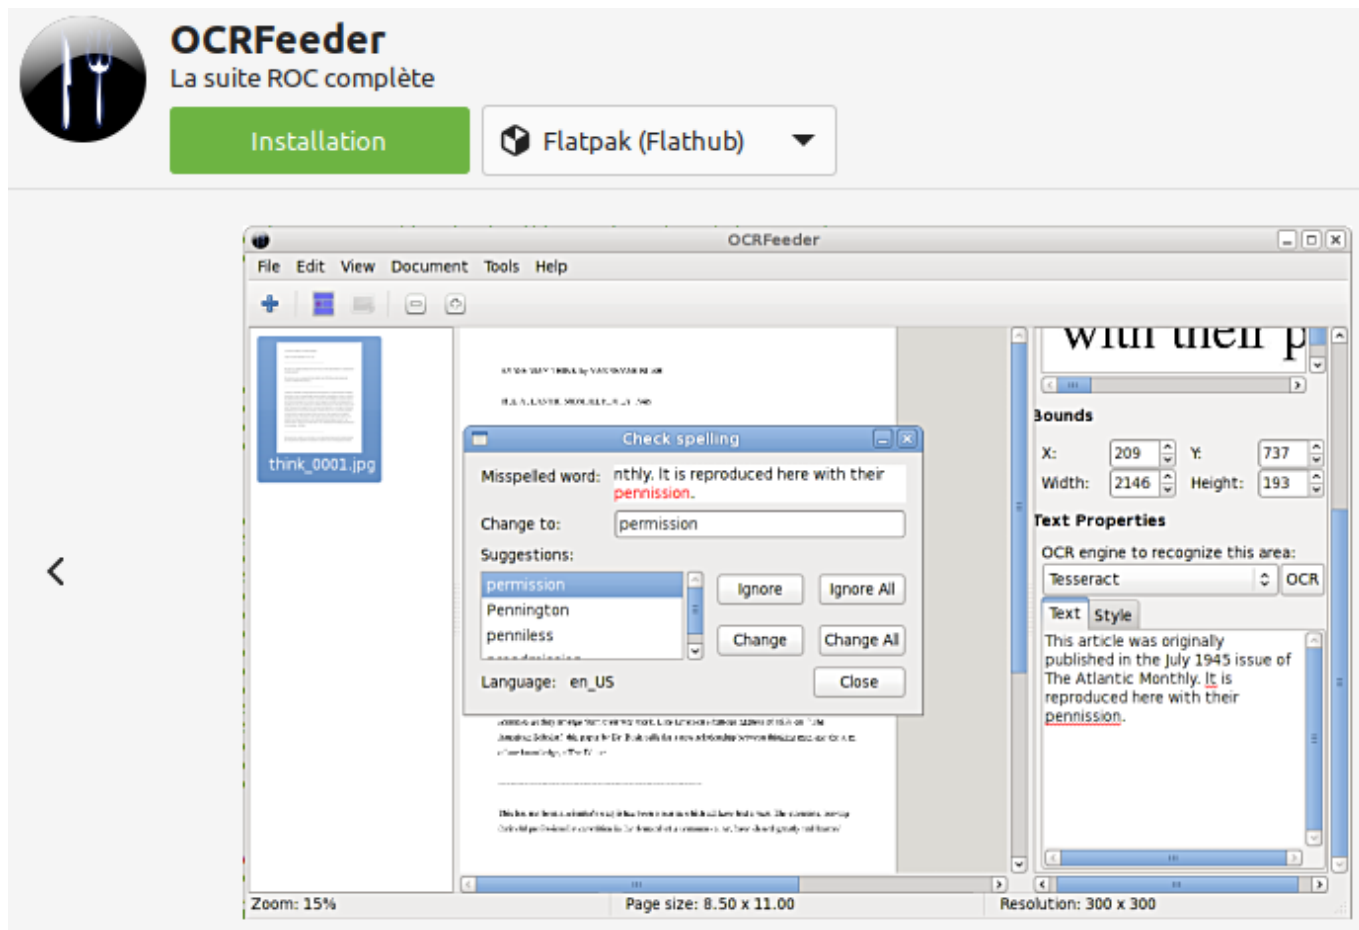 OCRFeeder
La suite ROC complète
Installation
Flatpak (Flathub)
OCRFeeder
File Edit View Document Tools Help
think_0001.jpg
with their p
Check spelling
Misspelled word: nthly. It is reproduced here with their
pennission.
Change to: permission
Suggestions:
permission
Pennington
penniless
Ignore Ignore All
Change Change All
Language: en_US
Close
Bounds
X: 209 Y: 737
Width: 2146 Height: 193
Text Properties
OCR engine to recognize this area:
Tesseract OCR
Text Style
This article was originally
published in the July 1945 issue of
The Atlantic Monthly. It is
reproduced here with their
pennission.
Zoom: 15% Page size: 8.50 x 11.00 Resolution: 300 x 300